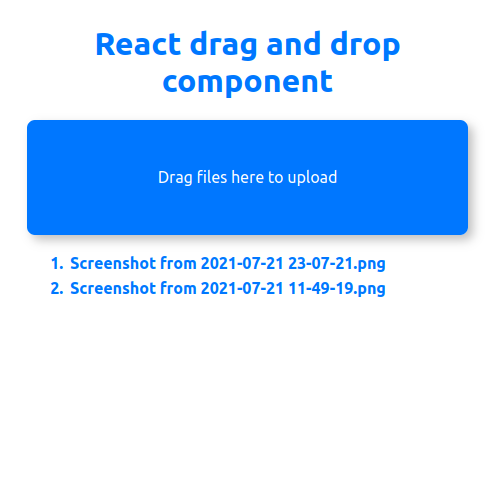 React drag and drop
component
Drag files here to upload
1. Screenshot from 2021-07-21 23-07-21.png
2. Screenshot from 2021-07-21 11-49-19.png